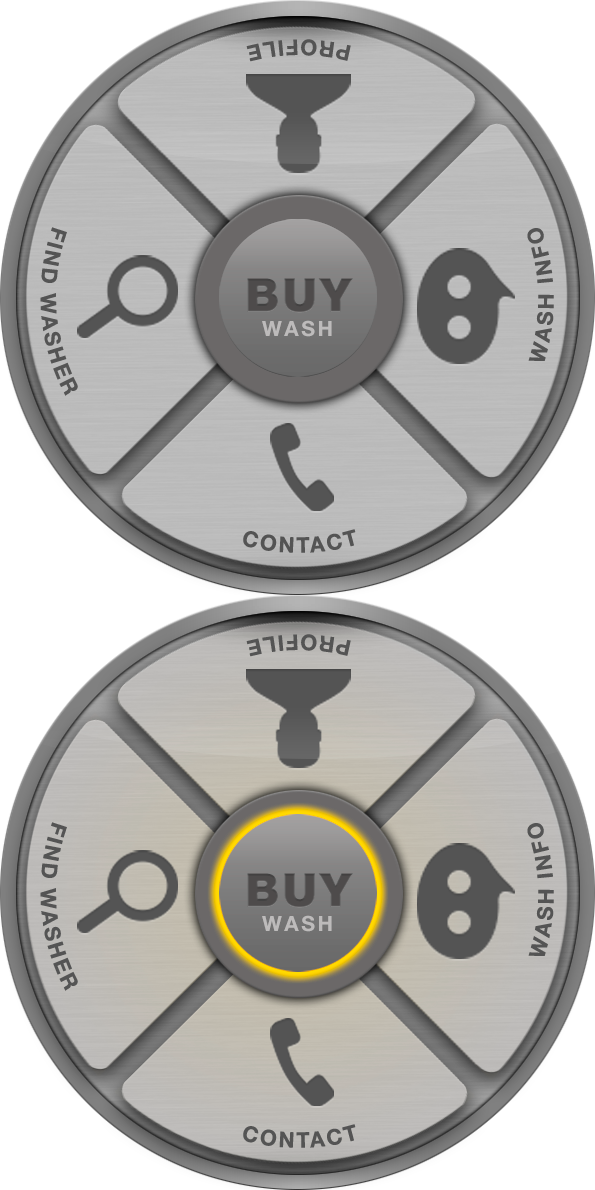 PROFILE
FIND WASHER
WASH INFO
BUY
WASH
CONTACT
PROFILE
FIND WASHER
WASH INFO
BUY
WASH
CONTACT